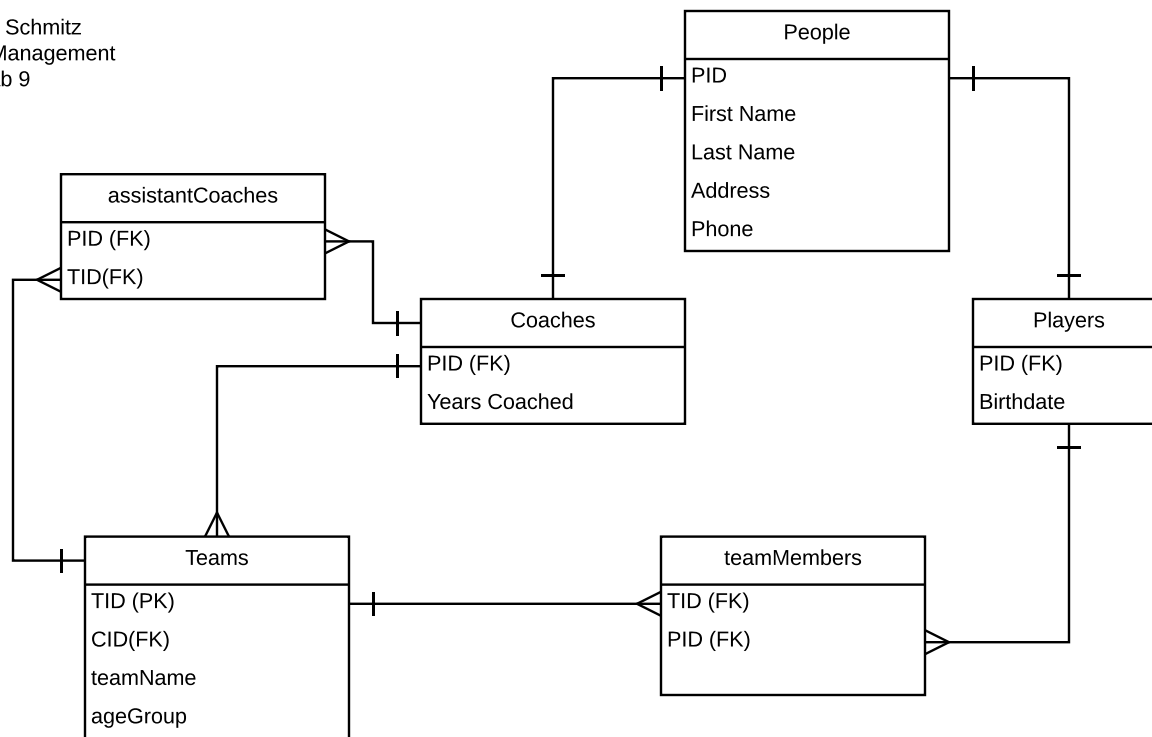 Schmitz
Management
9
People
PID
First Name
Last Name
Address
Phone
assistantCoaches
PID (FK)
TID(FK)
Coaches
PID (FK)
Years Coached
Players
PID (FK)
Birthdate
Teams
TID (PK)
CID(FK)
teamName
ageGroup
teamMembers
TID (FK)
PID (FK)